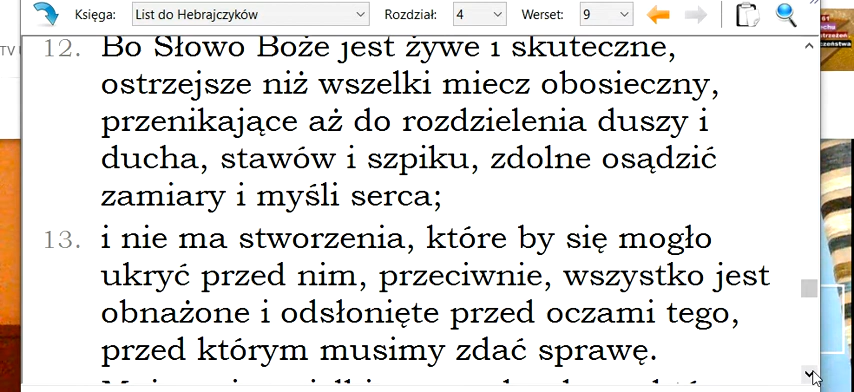 Księga: List do Hebrajczyków Rozdział: 4 Werset: 9
TV
12. Bo Słowo Boże jest żywe i skuteczne,
ostrzejsze niż wszelki miecz obosieczny,
przenikające aż do rozdzielenia duszy i
ducha, stawów i szpiku, zdolne osądzić
zamiary i myśli serca;
13. i nie ma stworzenia, które by się mogło
ukryć przed nim, przeciwnie, wszystko jest
obnażone i odsłonięte przed oczami tego,
przed którym musimy zdać sprawę.